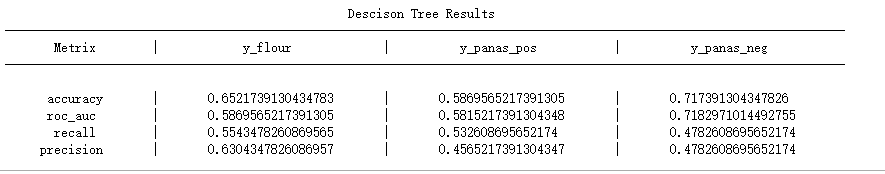 Descison Tree Results
Metrix | y_flour | y_panas_pos | y_panas_neg
accuracy | 0.6521739130434783 | 0.5869565217391305 | 0.717391304347826
roc_auc | 0.5869565217391305 | 0.5815217391304348 | 0.7182971014492755
recall | 0.5543478260869565 | 0.532608695652174 | 0.4782608695652174
precision | 0.6304347826086957 | 0.4565217391304347 | 0.4782608695652174